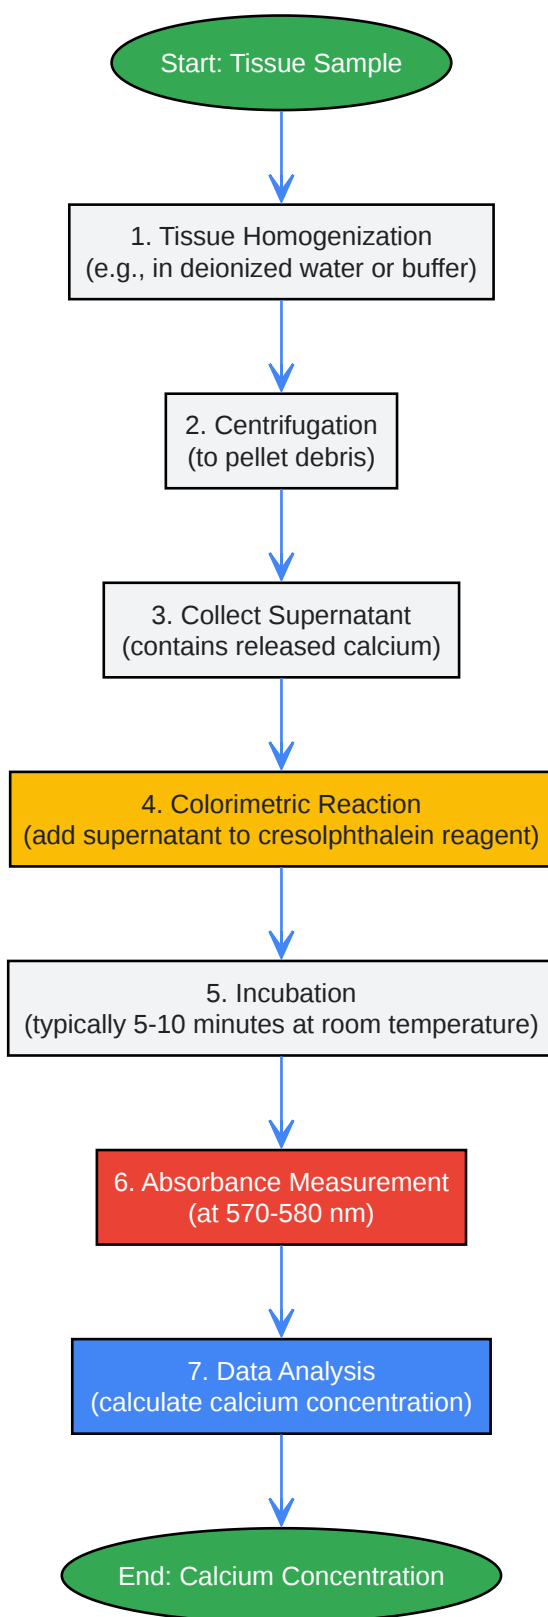 Start: Tissue Sample
1. Tissue Homogenization
(e.g., in deionized water or buffer)
2. Centrifugation
(to pellet debris)
3. Collect Supernatant
(contains released calcium)
4. Colorimetric Reaction
(add supernatant to cresolphthalein reagent)
5. Incubation
(typically 5-10 minutes at room temperature)
6. Absorbance Measurement
(at 570-580 nm)
7. Data Analysis
(calculate calcium concentration)
End: Calcium Concentration